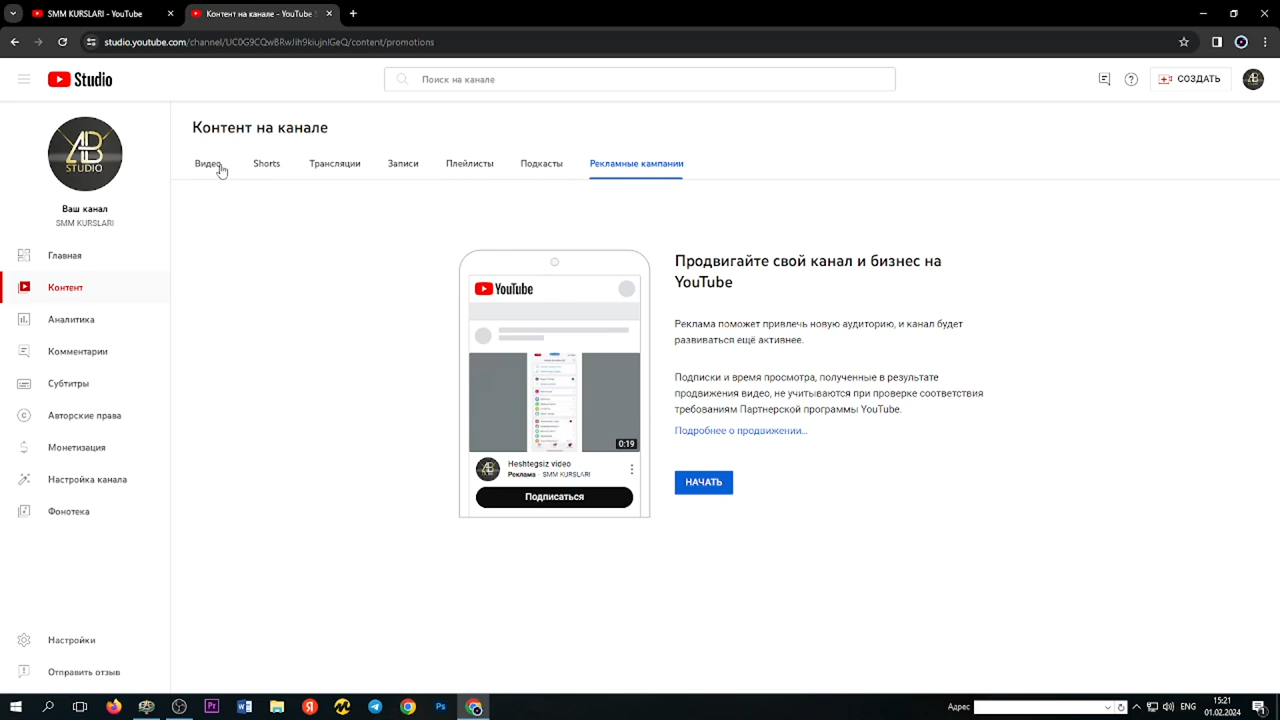 SMM KURSLARI - YouTube
Контент на канале - YouTube S
studio.youtube.com/channel/UC0G9CQwBRwJih9kiujnIGeQ/content/promotions
Studio
Поиск на канале
СОЗДАТЬ
AB
STUDIO
Ваш канал
SMM KURSLARI
Главная
Контент
Аналитика
Комментарии
Субтитры
Авторские права
Монетизация
Настройка канала
Фонотека
Настройки
Отправить отзыв
Контент на канале
Видео
Shorts
Трансляции
Записи
Плейлисты
Подкасты
Рекламные кампании
YouTube
0:19
Heshtegsiz video
Реклама · SMM KURSLARI
Подписаться
Продвигайте свой канал и бизнес на
YouTube
Реклама поможет привлечь новую аудиторию, и канал будет
развиваться ещё активнее.
Подписки и время просмотра, полученные в результате
продвижения видео, не учитываются при проверке соответствия
требованиям Партнерской программы YouTube.
Подробнее о продвижении…
НАЧАТЬ
Адрес
ENG
15:21
01.02.2024